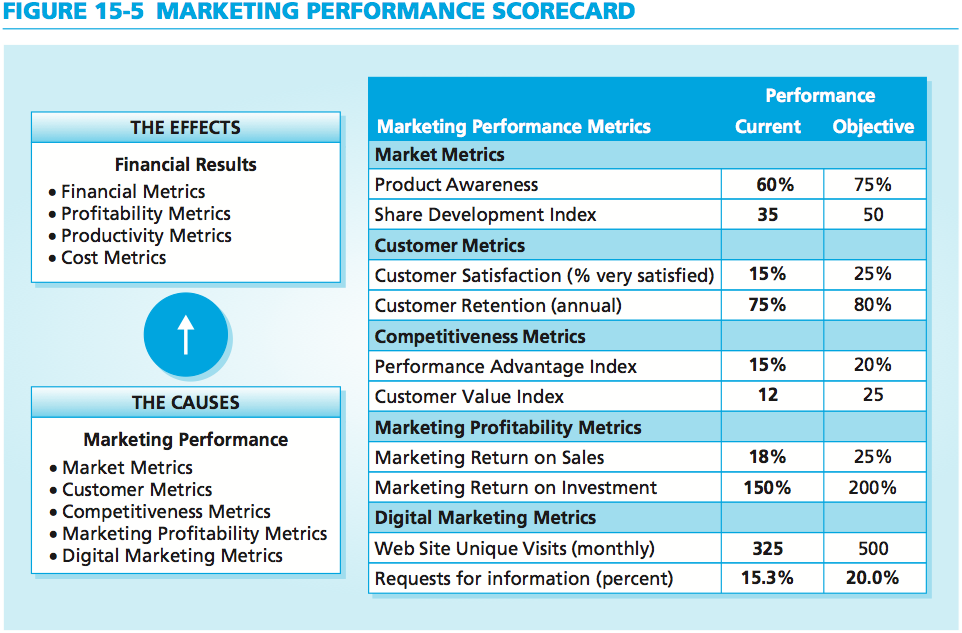 FIGURE 15-5 MARKETING PERFORMANCE SCORECARD
THE EFFECTS
Financial Results
• Financial Metrics
• Profitability Metrics
• Productivity Metrics
• Cost Metrics
THE CAUSES
Marketing Performance
• Market Metrics
• Customer Metrics
• Competitiveness Metrics
• Marketing Profitability Metrics
• Digital Marketing Metrics
Performance
Marketing Performance Metrics Current Objective
Market Metrics
Product Awareness 60% 75%
Share Development Index 35 50
Customer Metrics
Customer Satisfaction (% very satisfied) 15% 25%
Customer Retention (annual) 75% 80%
Competitiveness Metrics
Performance Advantage Index 15% 20%
Customer Value Index 12 25
Marketing Profitability Metrics
Marketing Return on Sales 18% 25%
Marketing Return on Investment 150% 200%
Digital Marketing Metrics
Web Site Unique Visits (monthly) 325 500
Requests for information (percent) 15.3% 20.0%